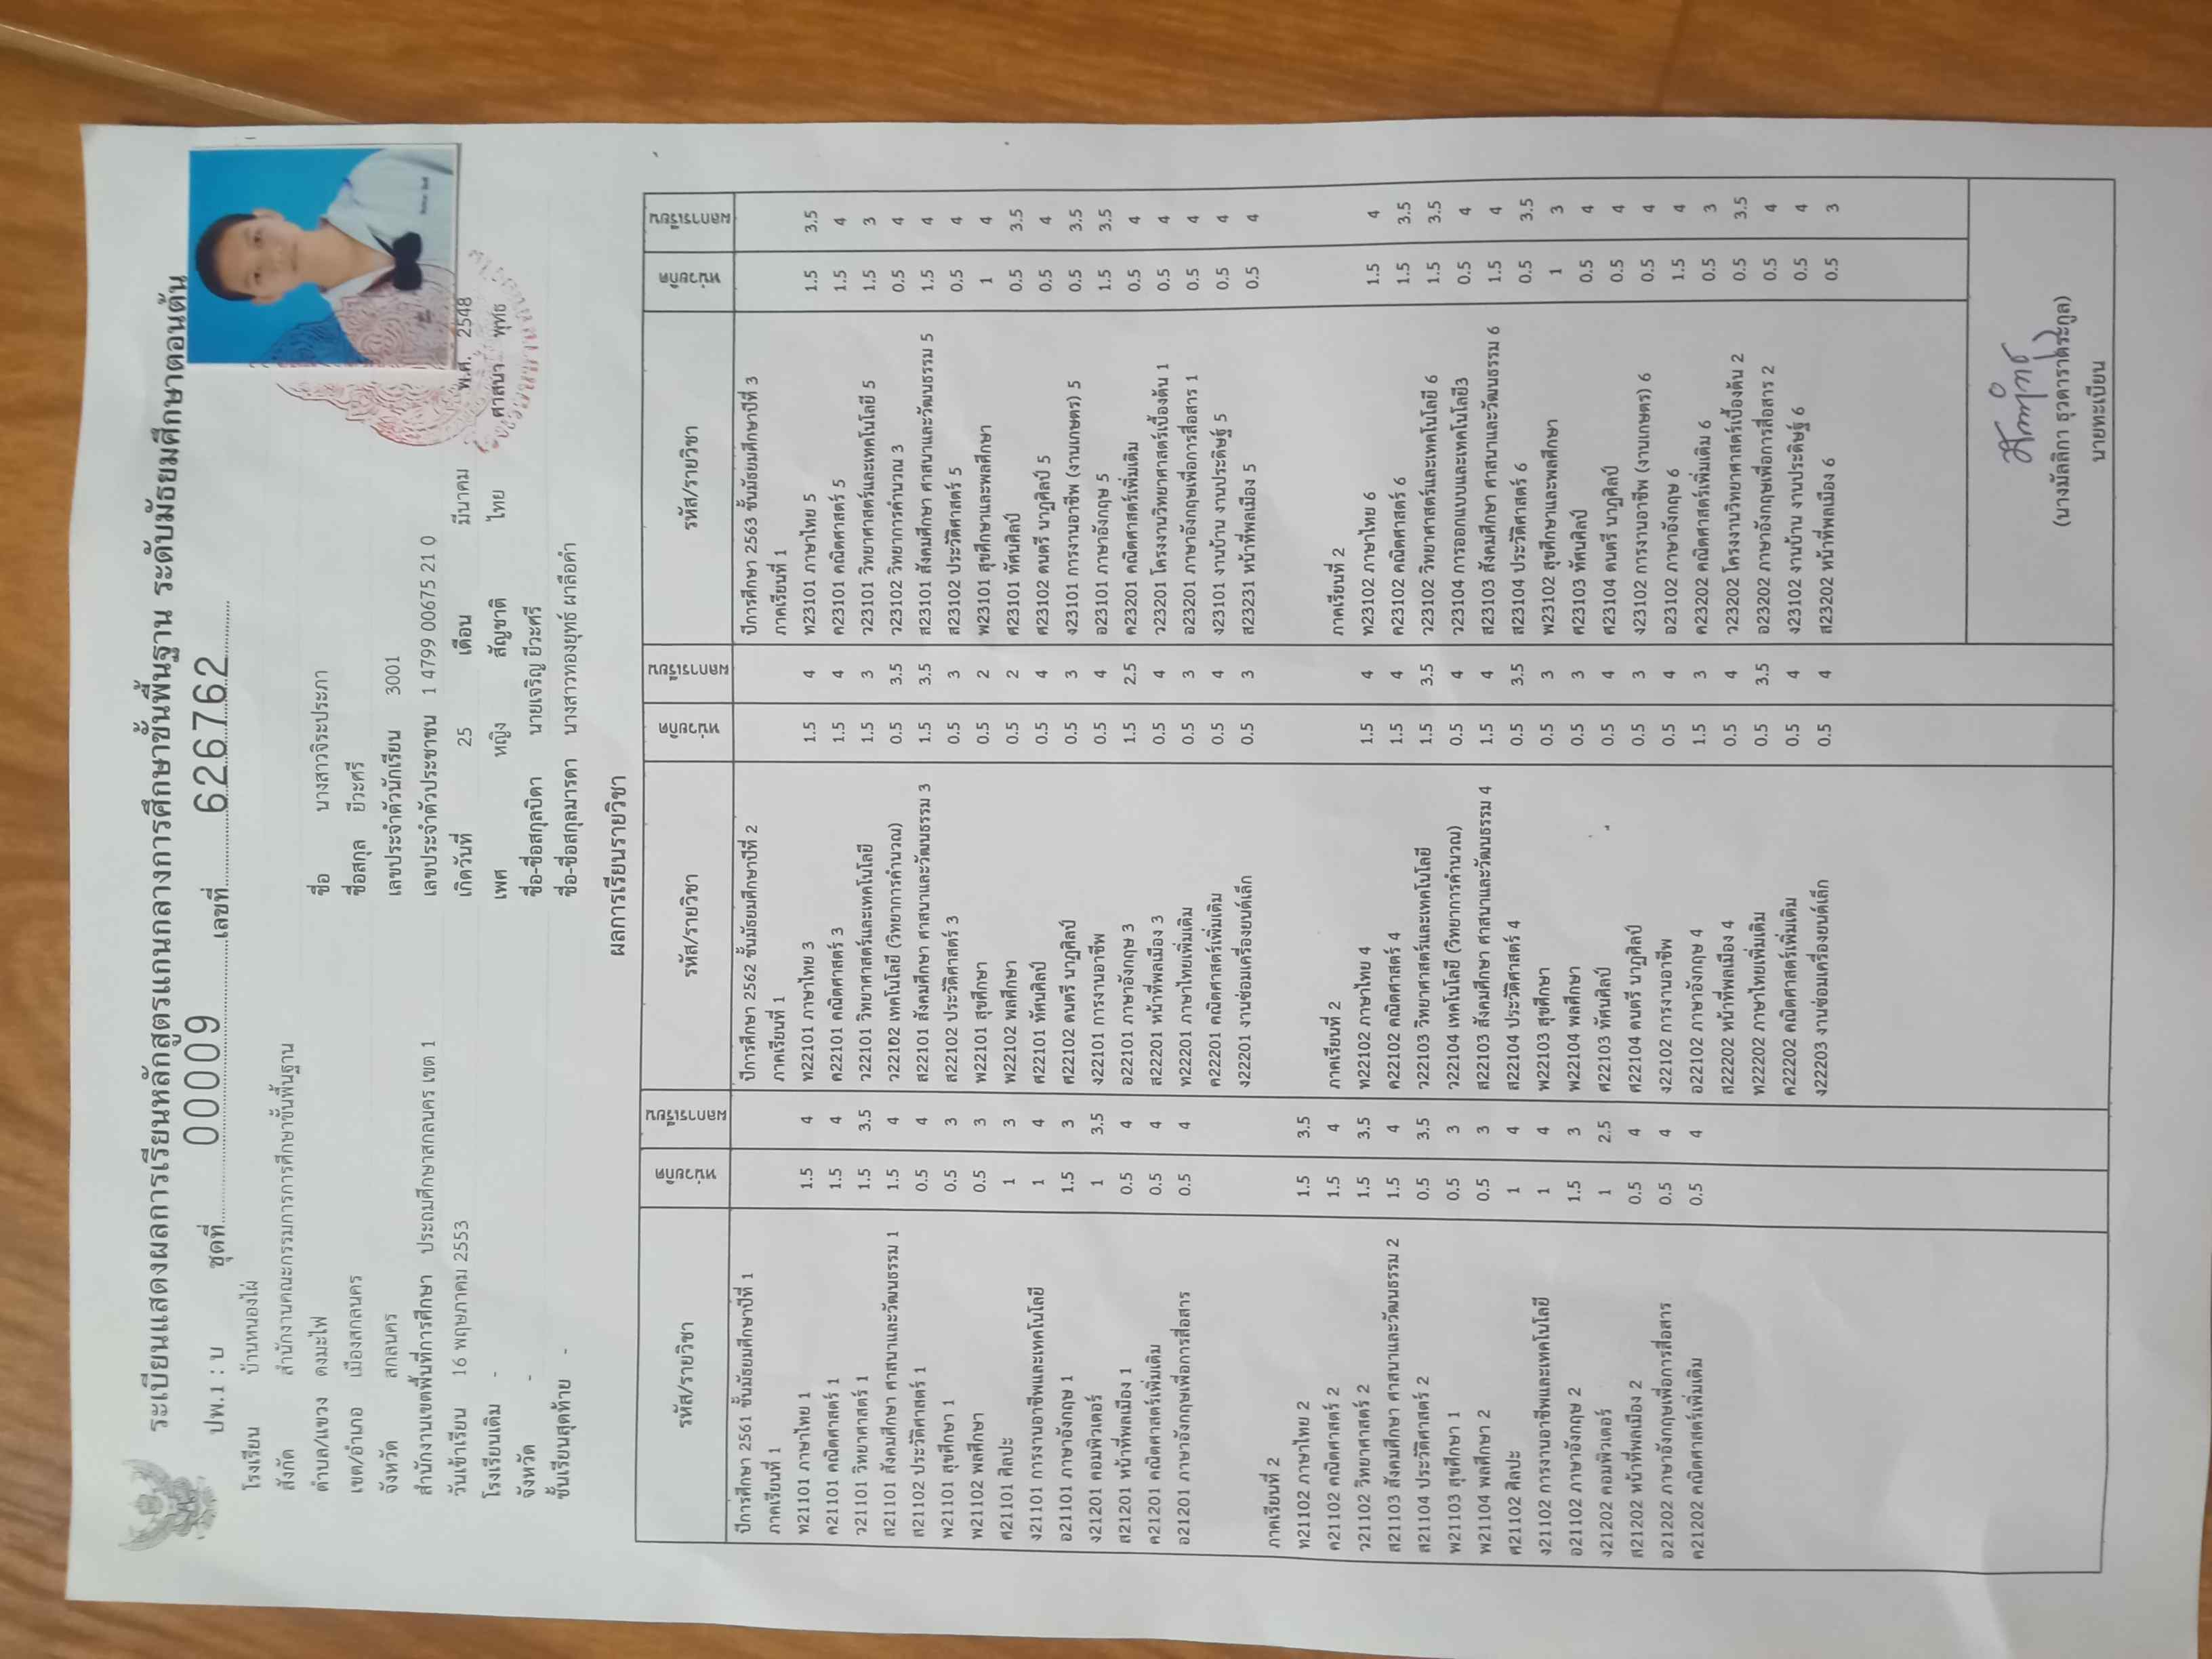 ระเบียนแสดงผลการเรียนหลักสูตรแกนกลางการศึกษาขั้นพื้นฐาน ระดับมัธยมศึกษาตอนต้น
ปพ.1 : บ ชุดที่ 00009 เลขที่ 626762
โรงเรียน บ้านหนองไผ่
สังกัด สำนักงานคณะกรรมการการศึกษาขั้นพื้นฐาน
ตำบล/แขวง ดงมะไฟ
เขต/อำเภอ เมืองสกลนคร
จังหวัด สกลนคร
สำนักงานเขตพื้นที่การศึกษา ประถมศึกษาสกลนคร เขต 1
วันเข้าเรียน 16 พฤษภาคม 2553
โรงเรียนเดิม -
จังหวัด -
ชั้นเรียนสุดท้าย -
ชื่อ นางสาวจิระประภา
ชื่อสกุล ยีวะศรี
เลขประจำตัวนักเรียน 3001
เลขประจำตัวประชาชน 1 4799 00675 21 0
เกิดวันที่ 25 เดือน มีนาคม พ.ศ. 2548
เพศ หญิง สัญชาติ ไทย ศาสนา พุทธ
ชื่อ-ชื่อสกุลบิดา นายเจริญ ยีวะศรี
ชื่อ-ชื่อสกุลมารดา นางสาวทองยุทธ์ ผาลือคำ
ผลการเรียนรายวิชา
รหัส/รายวิชา หน่วยกิต ผลการเรียน
ปีการศึกษา 2561 ชั้นมัธยมศึกษาปีที่ 1
ภาคเรียนที่ 1
ท21101 ภาษาไทย 1 1.5 4
ค21101 คณิตศาสตร์ 1 1.5 4
ว21101 วิทยาศาสตร์ 1 1.5 3.5
ส21101 สังคมศึกษา ศาสนาและวัฒนธรรม 1 1.5 4
ส21102 ประวัติศาสตร์ 1 0.5 4
พ21101 สุขศึกษา 1 0.5 3
พ21102 พลศึกษา 0.5 3
ศ21101 ศิลปะ 1 3
ง21101 การงานอาชีพและเทคโนโลยี 1 4
อ21101 ภาษาอังกฤษ 1 1.5 3
ง21201 คอมพิวเตอร์ 1 3.5
ส21201 หน้าที่พลเมือง 1 0.5 4
ค21201 คณิตศาสตร์เพิ่มเติม 0.5 4
อ21201 ภาษาอังกฤษเพื่อการสื่อสาร 0.5 4
ภาคเรียนที่ 2
ท21102 ภาษาไทย 2 1.5 3.5
ค21102 คณิตศาสตร์ 2 1.5 4
ว21102 วิทยาศาสตร์ 2 1.5 3.5
ส21103 สังคมศึกษา ศาสนาและวัฒนธรรม 2 1.5 4
ส21104 ประวัติศาสตร์ 2 0.5 3.5
พ21103 สุขศึกษา 1 0.5 3
พ21104 พลศึกษา 2 0.5 3
ศ21102 ศิลปะ 1 4
ง21102 การงานอาชีพและเทคโนโลยี 1 4
อ21102 ภาษาอังกฤษ 2 1.5 3
ง21202 คอมพิวเตอร์ 1 2.5
ส21202 หน้าที่พลเมือง 2 0.5 4
อ21202 ภาษาอังกฤษเพื่อการสื่อสาร 0.5 4
ค21202 คณิตศาสตร์เพิ่มเติม 0.5 4
รหัส/รายวิชา หน่วยกิต ผลการเรียน
ปีการศึกษา 2562 ชั้นมัธยมศึกษาปีที่ 2
ภาคเรียนที่ 1
ท22101 ภาษาไทย 3 1.5 4
ค22101 คณิตศาสตร์ 3 1.5 4
ว22101 วิทยาศาสตร์และเทคโนโลยี 1.5 3
ว22102 เทคโนโลยี (วิทยาการคำนวณ) 0.5 3.5
ส22101 สังคมศึกษา ศาสนาและวัฒนธรรม 3 1.5 3.5
ส22102 ประวัติศาสตร์ 3 0.5 3
พ22101 สุขศึกษา 0.5 2
พ22102 พลศึกษา 0.5 2
ศ22101 ทัศนศิลป์ 0.5 4
ศ22102 ดนตรี นาฏศิลป์ 0.5 3
ง22101 การงานอาชีพ 0.5 4
อ22101 ภาษาอังกฤษ 3 1.5 2.5
ส22201 หน้าที่พลเมือง 3 0.5 4
ท22201 ภาษาไทยเพิ่มเติม 0.5 3
ค22201 คณิตศาสตร์เพิ่มเติม 0.5 4
ง22201 งานซ่อมเครื่องยนต์เล็ก 0.5 3
ภาคเรียนที่ 2
ท22102 ภาษาไทย 4 1.5 4
ค22102 คณิตศาสตร์ 4 1.5 4
ว22103 วิทยาศาสตร์และเทคโนโลยี 1.5 3.5
ว22104 เทคโนโลยี (วิทยาการคำนวณ) 0.5 4
ส22103 สังคมศึกษา ศาสนาและวัฒนธรรม 4 1.5 4
ส22104 ประวัติศาสตร์ 4 0.5 3.5
พ22103 สุขศึกษา 0.5 3
พ22104 พลศึกษา 0.5 3
ศ22103 ทัศนศิลป์ 0.5 4
ศ22104 ดนตรี นาฏศิลป์ 0.5 3
ง22102 การงานอาชีพ 0.5 4
อ22102 ภาษาอังกฤษ 4 1.5 3
ส22202 หน้าที่พลเมือง 4 0.5 4
ท22202 ภาษาไทยเพิ่มเติม 0.5 3.5
ค22202 คณิตศาสตร์เพิ่มเติม 0.5 4
ง22203 งานซ่อมเครื่องยนต์เล็ก 0.5 4
รหัส/รายวิชา หน่วยกิต ผลการเรียน
ปีการศึกษา 2563 ชั้นมัธยมศึกษาปีที่ 3
ภาคเรียนที่ 1
ท23101 ภาษาไทย 5 1.5 3.5
ค23101 คณิตศาสตร์ 5 1.5 4
ว23101 วิทยาศาสตร์และเทคโนโลยี 5 1.5 3
ว23102 วิทยาการคำนวณ 3 0.5 4
ส23101 สังคมศึกษา ศาสนาและวัฒนธรรม 5 1.5 4
ส23102 ประวัติศาสตร์ 5 0.5 4
พ23101 สุขศึกษาและพลศึกษา 1 4
ศ23101 ทัศนศิลป์ 0.5 3.5
ศ23102 ดนตรี นาฏศิลป์ 5 0.5 4
ง23101 การงานอาชีพ (งานเกษตร) 5 0.5 3.5
อ23101 ภาษาอังกฤษ 5 1.5 3.5
ค23201 คณิตศาสตร์เพิ่มเติม 0.5 4
ว23201 โครงงานวิทยาศาสตร์เบื้องต้น 1 0.5 4
อ23201 ภาษาอังกฤษเพื่อการสื่อสาร 1 0.5 4
ง23101 งานบ้าน งานประดิษฐ์ 5 0.5 4
ส23231 หน้าที่พลเมือง 5 0.5 4
ภาคเรียนที่ 2
ท23102 ภาษาไทย 6 1.5 4
ค23102 คณิตศาสตร์ 6 1.5 3.5
ว23102 วิทยาศาสตร์และเทคโนโลยี 6 1.5 3.5
ว23104 การออกแบบและเทคโนโลยี3 0.5 4
ส23103 สังคมศึกษา ศาสนาและวัฒนธรรม 6 1.5 4
ส23104 ประวัติศาสตร์ 6 0.5 3.5
พ23102 สุขศึกษาและพลศึกษา 1 3
ศ23103 ทัศนศิลป์ 0.5 4
ศ23104 ดนตรี นาฏศิลป์ 0.5 4
ง23102 การงานอาชีพ (งานเกษตร) 6 0.5 4
อ23102 ภาษาอังกฤษ 6 1.5 4
ค23202 คณิตศาสตร์เพิ่มเติม 6 0.5 3
ว23202 โครงงานวิทยาศาสตร์เบื้องต้น 2 0.5 3.5
อ23202 ภาษาอังกฤษเพื่อการสื่อสาร 2 0.5 4
ง23102 งานบ้าน งานประดิษฐ์ 6 0.5 4
ส23202 หน้าที่พลเมือง 6 0.5 3
(นางมัลลิกา ธุวดาราตระกูล)
นายทะเบียน